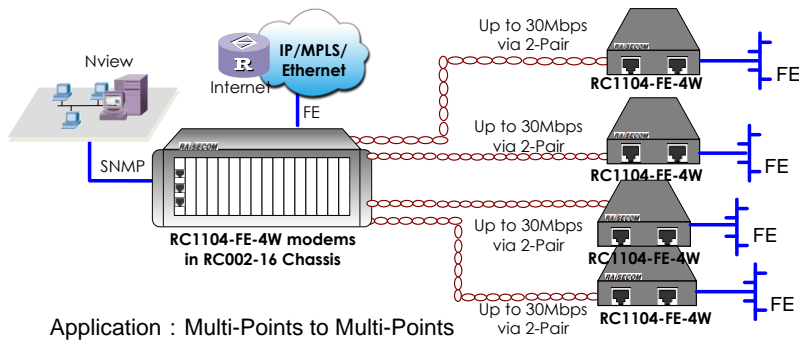 Nview
SNMP
IP/MPLS/
Ethernet
R
Internet
FE
RAISECOM
RAISECOM
RC1104-FE-4W modems
in RC002-16 Chassis
Up to 30Mbps
via 2-Pair
RAISECOM
RC1104-FE-4W
FE
Up to 30Mbps
via 2-Pair
RAISECOM
RC1104-FE-4W
FE
Up to 30Mbps
via 2-Pair
RAISECOM
RC1104-FE-4W
FE
Up to 30Mbps
via 2-Pair
RAISECOM
RC1104-FE-4W
FE
Application : Multi-Points to Multi-Points